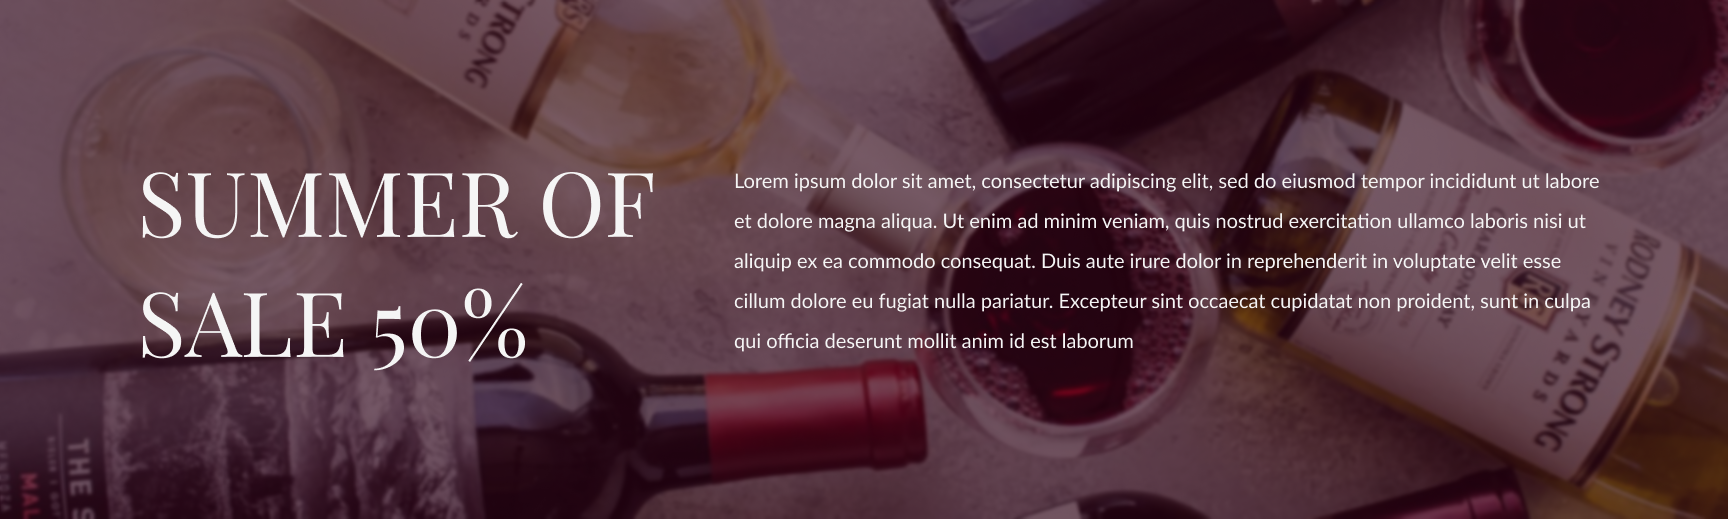 SUMMER OF
SALE 50%
Lorem ipsum dolor sit amet, consectetur adipiscing elit, sed do eiusmod tempor incididunt ut labore
et dolore magna aliqua. Ut enim ad minim veniam, quis nostrud exercitation ullamco laboris nisi ut
aliquip ex ea commodo consequat. Duis aute irure dolor in reprehenderit in voluptate velit esse
cillum dolore eu fugiat nulla pariatur. Excepteur sint occaecat cupidatat non proident, sunt in culpa
qui officia deserunt mollit anim id est laborum
STRONG
RDS
RODNEY STRONG
VINEYARDS
THE S
MAL